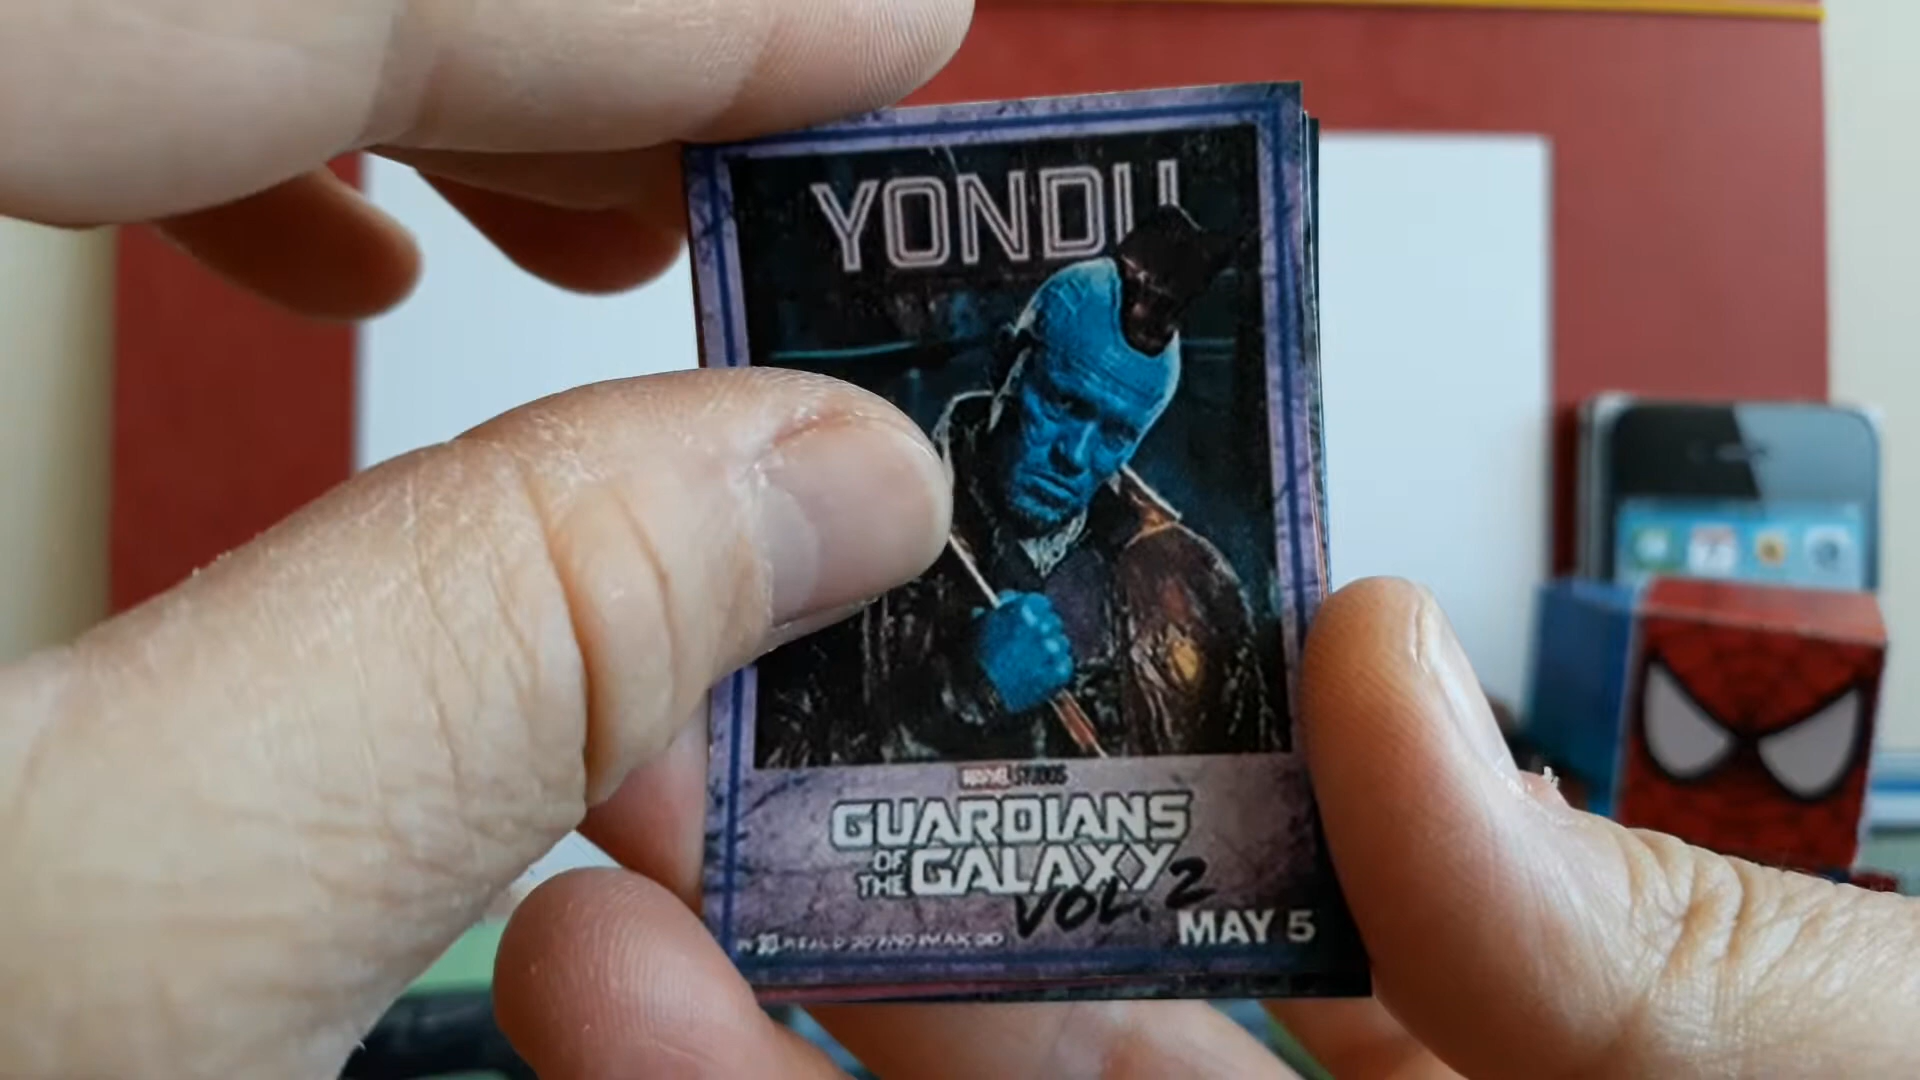 YONDU
MARVEL STUDIOS
GUARDIANS
OF THE GALAXY
VOL. 2
MAY 5